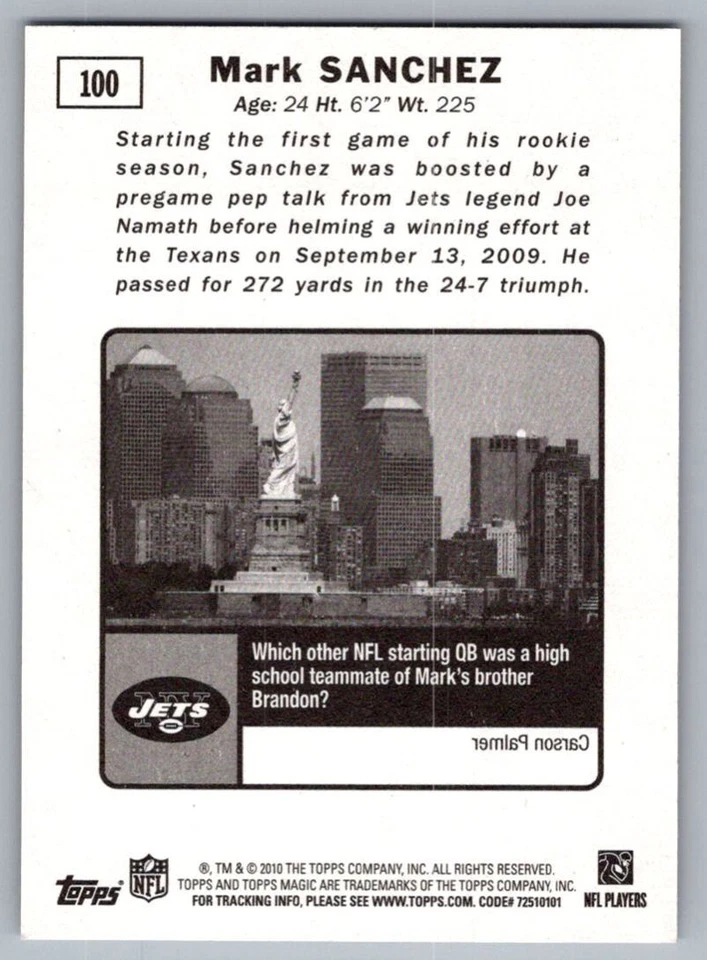 100
Mark SANCHEZ
Age: 24 Ht. 6'2" Wt. 225
Starting the first game of his rookie
season, Sanchez was boosted by a
pregame pep talk from Jets legend Joe
Namath before helming a winning effort at
the Texans on September 13, 2009. He
passed for 272 yards in the 24-7 triumph.
Which other NFL starting QB was a high
school teammate of Mark's brother
Brandon?
NY
JETS
Carson Palmer
topps
NFL
®, TM & © 2010 THE TOPPS COMPANY, INC. ALL RIGHTS RESERVED.
TOPPS AND TOPPS MAGIC ARE TRADEMARKS OF THE TOPPS COMPANY, INC.
FOR TRACKING INFO, PLEASE SEE WWW.TOPPS.COM. CODE# 72510101
NFL PLAYERS